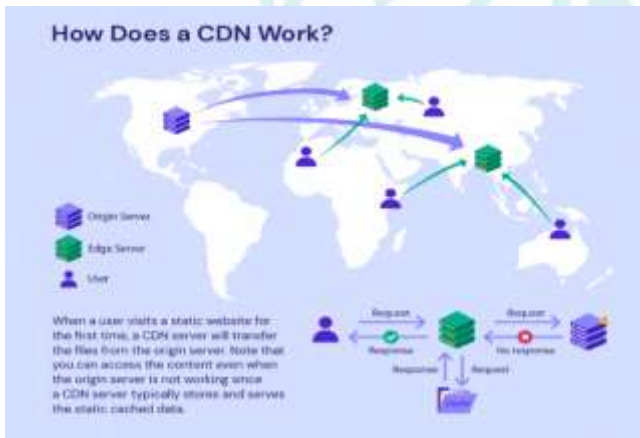 How Does a CDN Work?
Origin Server
Edge Server
User
When a user visits a static website for
the first time, a CDN server will transfer
the files from the origin server. Note that
you can access the content even when
the origin server is not working since
a CDN server typically stores and serves
the static cached data.
Request
Request
Response
No response
Response
Request